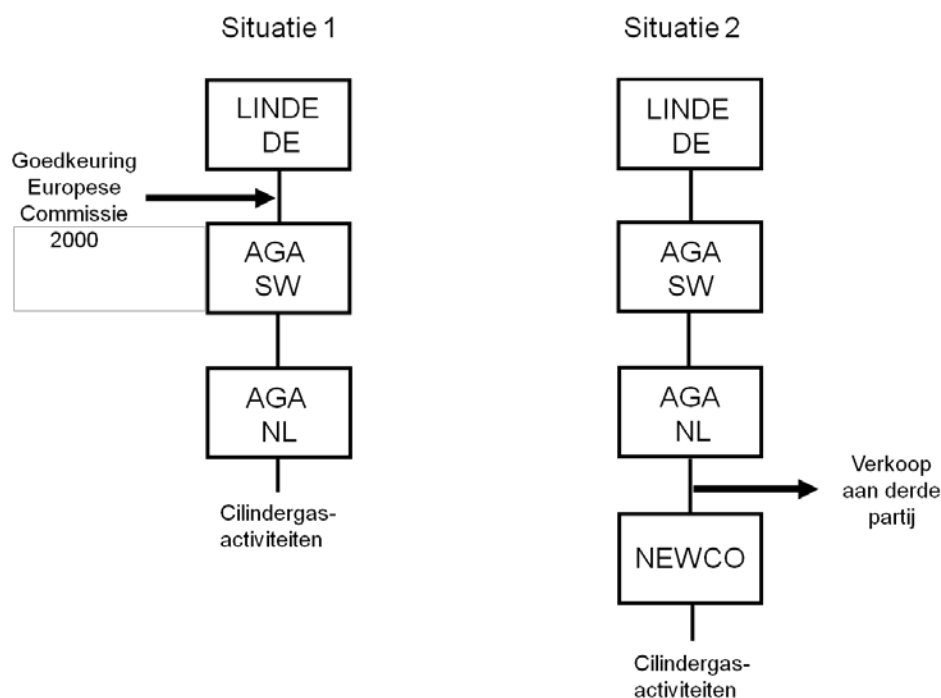 Situatie 1
LINDE
DE
Goedkeuring
Europese
Commissie
2000
AGA
SW
AGA
NL
Cilindergas-
activiteiten
Situatie 2
LINDE
DE
AGA
SW
AGA
NL
Verkoop
aan derde
partij
NEWCO
Cilindergas-
activiteiten